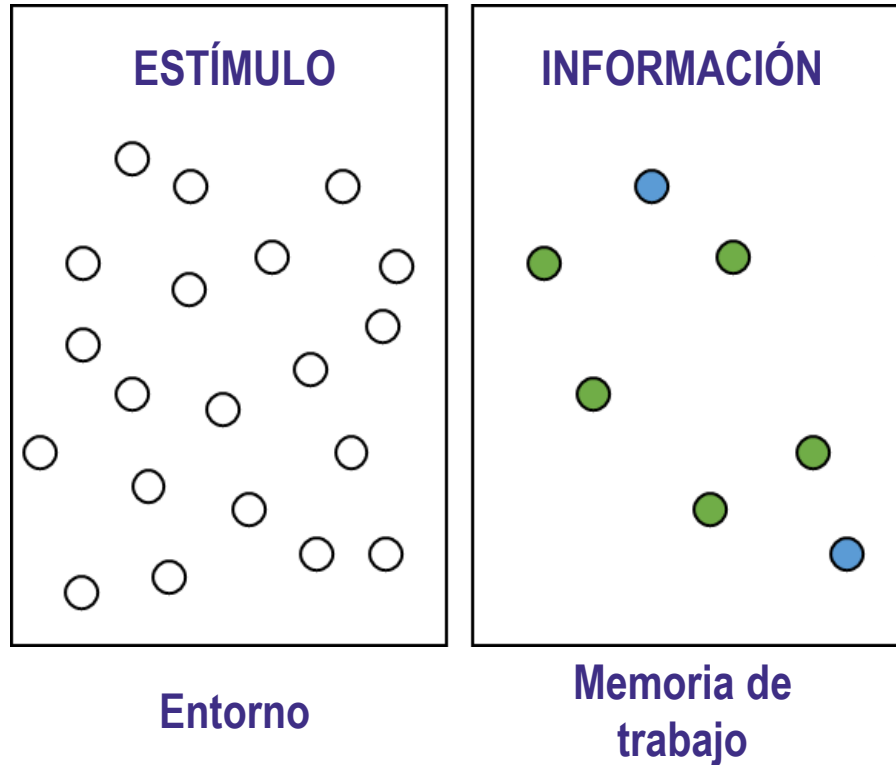 ESTÍMULO
INFORMACIÓN
Entorno
Memoria de
trabajo